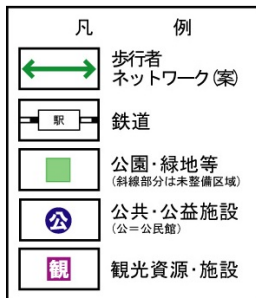 凡 例
歩行者
ネットワーク(案)
駅
鉄道
公園・緑地等
(斜線部分は未整備区域)
公
公共・公益施設
(公=公民館)
観
観光資源・施設